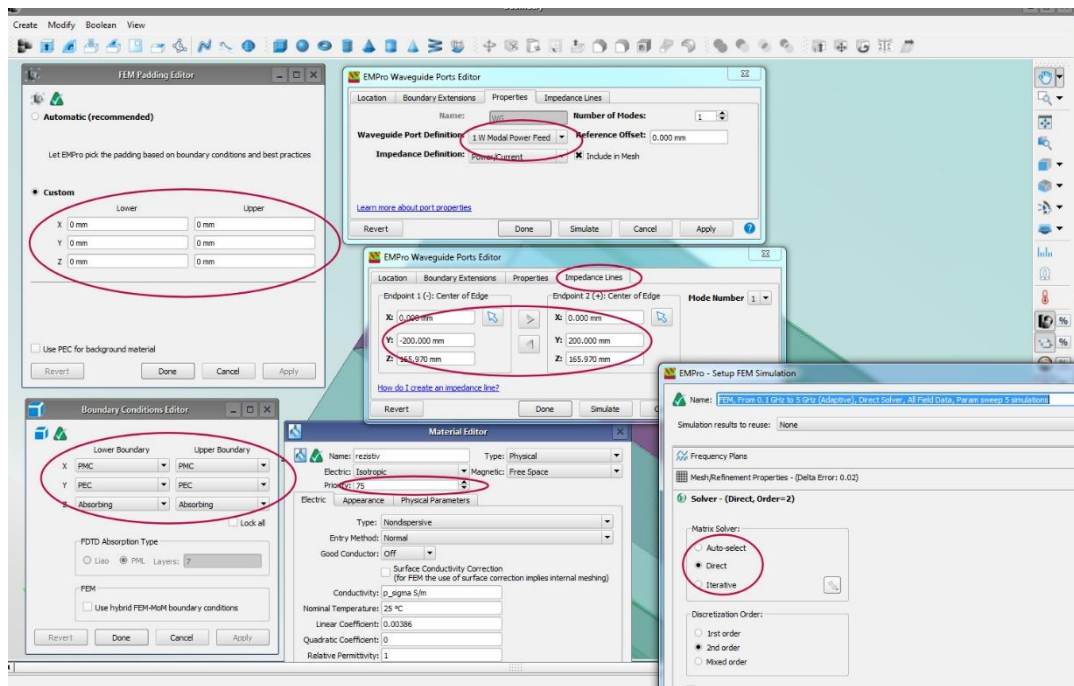 Create Modify Boolean View
FEM Padding Editor
Automatic (recommended)
Let EMPro pick the padding based on boundary conditions and best practices
Custom
Lower Upper
X 0 mm 0 mm
Y 0 mm 0 mm
Z 0 mm 0 mm
Use PEC for background material
Revert Done Cancel Apply
EMPro Waveguide Ports Editor
Location Boundary Extensions Properties Impedance Lines
Name: WG Number of Modes: 1
Waveguide Port Definition: 1 W Modal Power Feed Reference Offset: 0.000 mm
Impedance Definition: Power/Current Include in Mesh
Learn more about port properties
Revert Done Simulate Cancel Apply
EMPro Waveguide Ports Editor
Location Boundary Extensions Properties Impedance Lines
Endpoint 1 (-): Center of Edge Endpoint 2 (+): Center of Edge Mode Number 1
X: 0.000 mm X: 0.000 mm
Y: -200.000 mm Y: 200.000 mm
Z: 165.970 mm Z: 165.970 mm
How do I create an impedance line?
Revert Done Simulate
Boundary Conditions Editor
Lower Boundary Upper Boundary
X PMC PMC
Y PEC PEC
Z Absorbing Absorbing
Lock all
FDTD Absorption Type
Liao PML Layers: 7
FEM
Use hybrid FEM-MoM boundary conditions
Revert Done Cancel Apply
Material Editor
Name: rezistiv Type: Physical
Electric: Isotropic Magnetic: Free Space
Priority: 75
Electric Appearance Physical Parameters
Type: Nondispersive
Entry Method: Normal
Good Conductor: Off
Surface Conductivity Correction
(for FEM the use of surface correction implies internal meshing)
Conductivity: p_sigma S/m
Nominal Temperature: 25 °C
Linear Coefficient: 0.00386
Quadratic Coefficient: 0
Relative Permittivity: 1
EMPro - Setup FEM Simulation
Name: FEM, From 0.1 GHz to 5 GHz (Adaptive), Direct Solver, All Field Data, Param sweep 5 simulations
Simulation results to reuse: None
Frequency Plans
Mesh/Refinement Properties - (Delta Error: 0.02)
Solver - (Direct, Order=2)
Matrix Solver:
Auto-select
Direct
Iterative
Discretization Order:
1rst order
2nd order
Mixed order